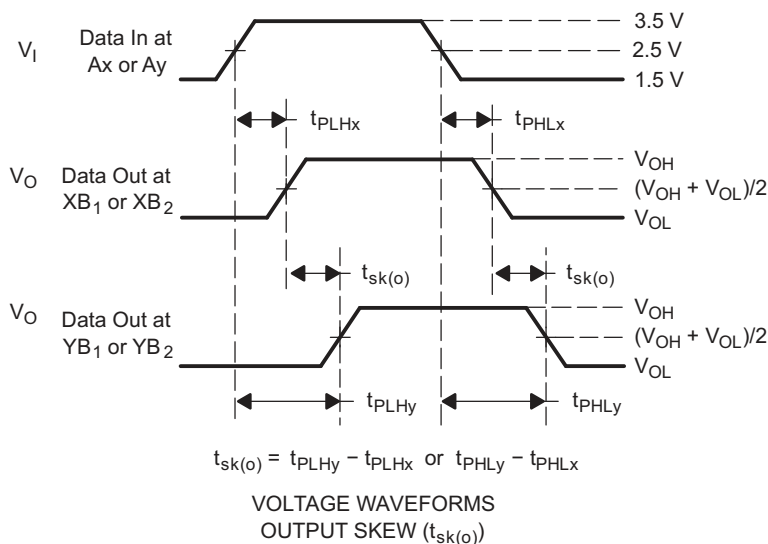 3.5 V
V_I Data In at Ax or Ay
2.5 V
1.5 V
t_PLHx t_PHLx
V_OH
V_O Data Out at XB_1 or XB_2
(V_OH + V_OL)/2
V_OL
t_sk(o) t_sk(o)
V_OH
V_O Data Out at YB_1 or YB_2
(V_OH + V_OL)/2
V_OL
t_PLHy t_PHLy
t_sk(o) = t_PLHy − t_PLHx or t_PHLy − t_PHLx
VOLTAGE WAVEFORMS
OUTPUT SKEW (t_sk(o))